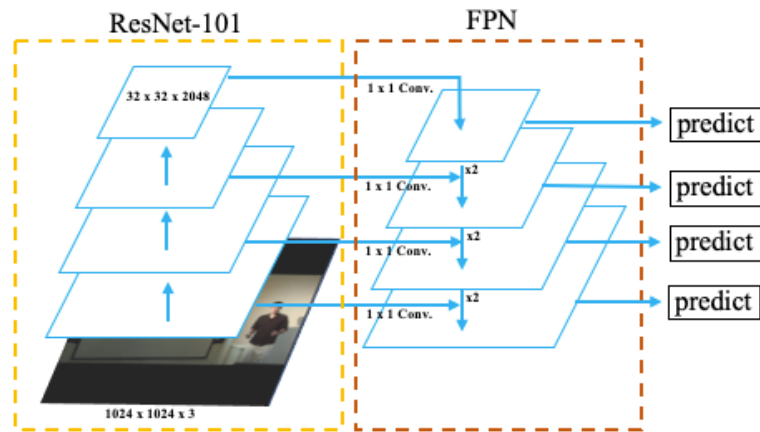 ResNet-101
FPN
32 x 32 x 2048
1 x 1 Conv.
predict
x2
1 x 1 Conv.
predict
x2
1 x 1 Conv.
predict
x2
1 x 1 Conv.
predict
1024 x 1024 x 3